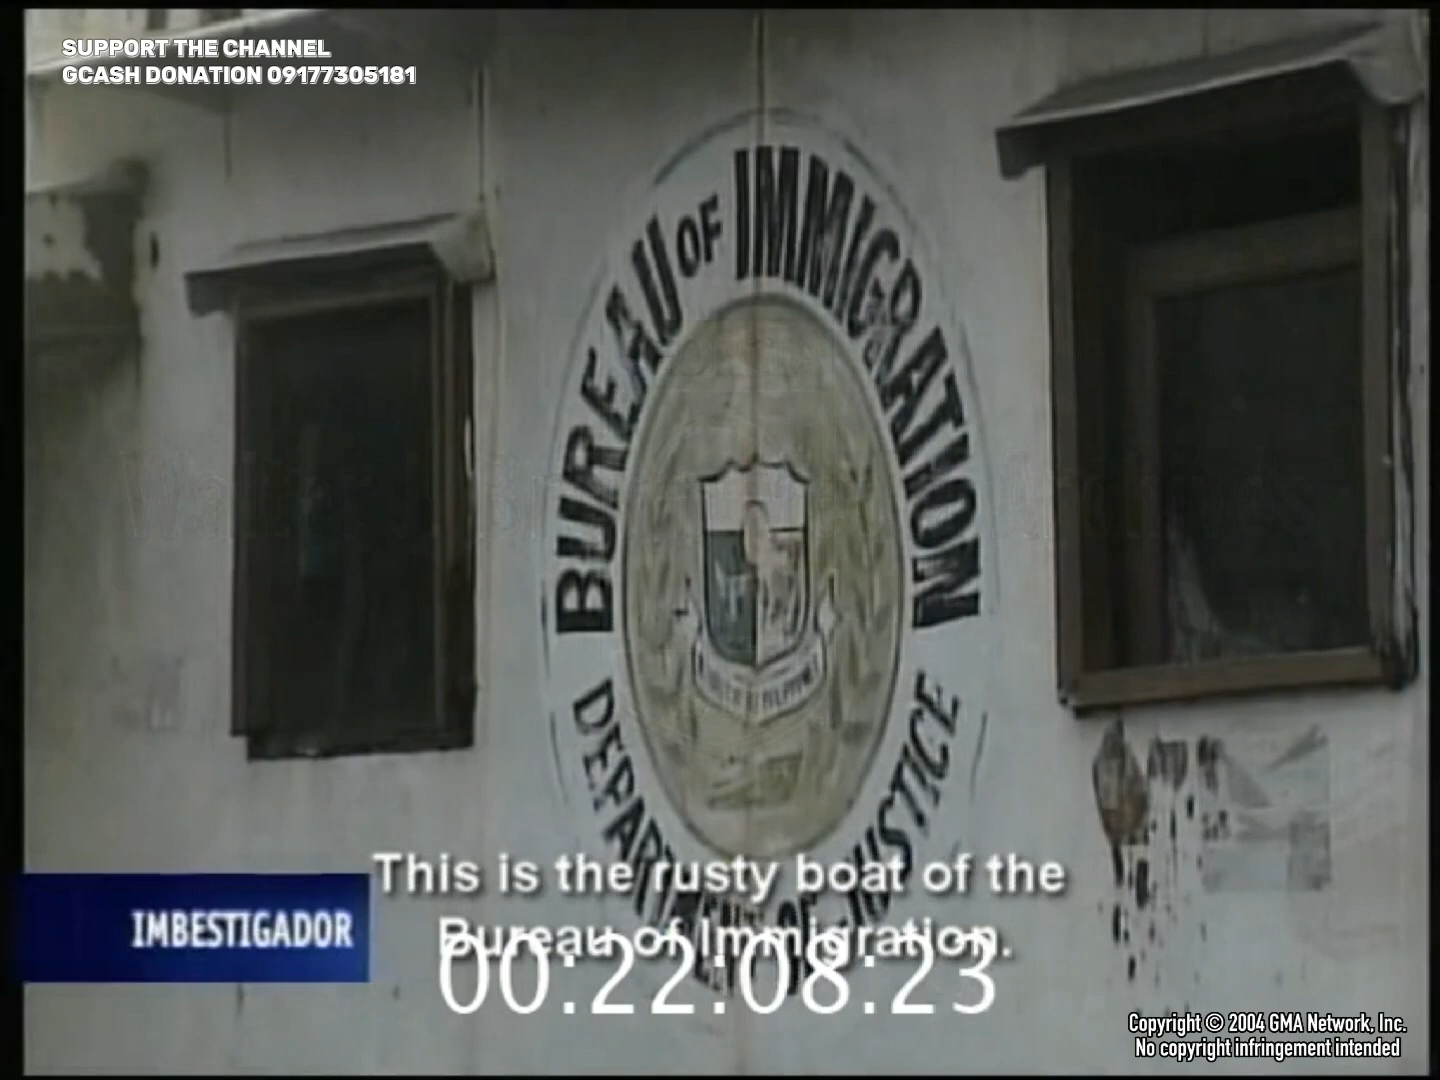 SUPPORT THE CHANNEL
GCASH DONATION 09177305181
BUREAU OF IMMIGRATION
DEPARTMENT OF JUSTICE
This is the rusty boat of the
Bureau of Immigration.
IMBESTIGADOR
00:22:08:23
Copyright © 2004 GMA Network, Inc.
No copyright infringement intended